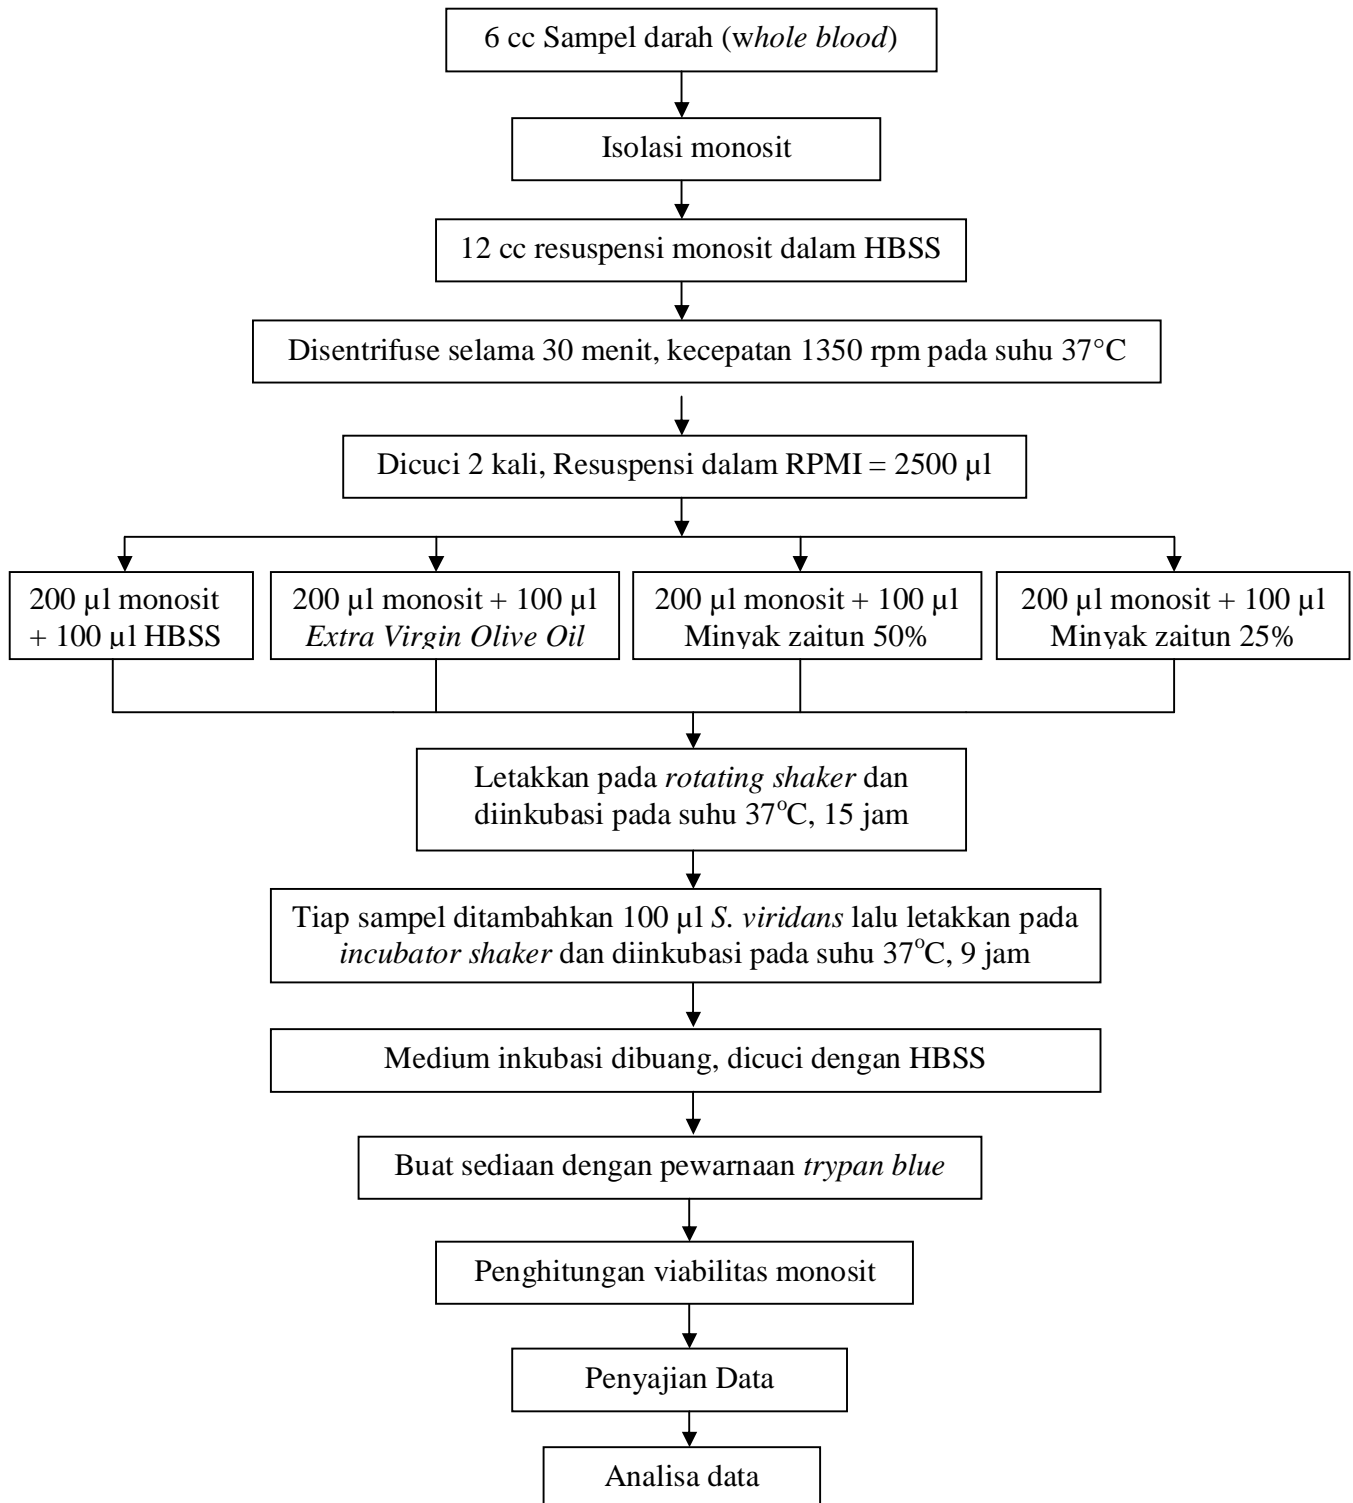 6 cc Sampel darah (whole blood)
Isolasi monosit
12 cc resuspensi monosit dalam HBSS
Disentrifuse selama 30 menit, kecepatan 1350 rpm pada suhu 37°C
Dicuci 2 kali, Resuspensi dalam RPMI = 2500 µl
200 µl monosit
+ 100 µl HBSS
200 µl monosit + 100 µl
Extra Virgin Olive Oil
200 µl monosit + 100 µl
Minyak zaitun 50%
200 µl monosit + 100 µl
Minyak zaitun 25%
Letakkan pada rotating shaker dan
diinkubasi pada suhu 37°C, 15 jam
Tiap sampel ditambahkan 100 µl S. viridans lalu letakkan pada
incubator shaker dan diinkubasi pada suhu 37°C, 9 jam
Medium inkubasi dibuang, dicuci dengan HBSS
Buat sediaan dengan pewarnaan trypan blue
Penghitungan viabilitas monosit
Penyajian Data
Analisa data